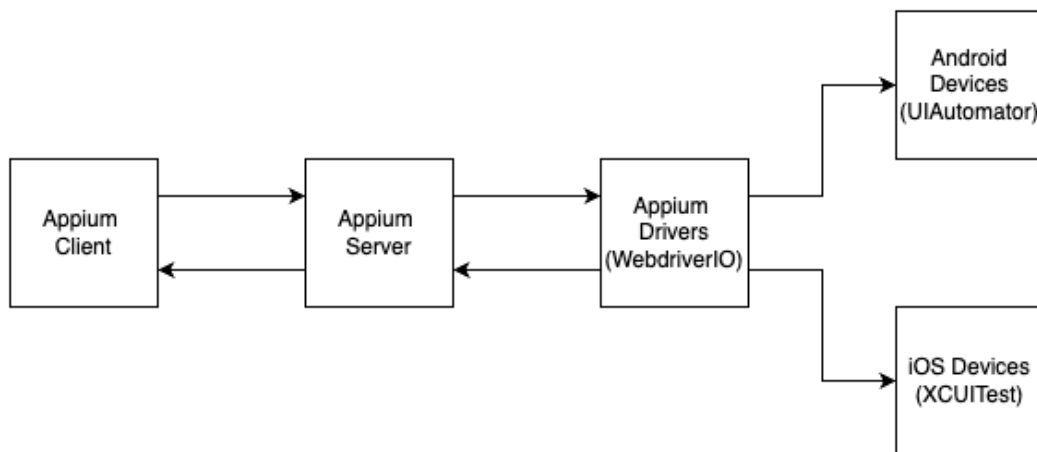 Appium
Client
Appium
Server
Appium
Drivers
(WebdriverIO)
Android
Devices
(UIAutomator)
iOS Devices
(XCUITest)